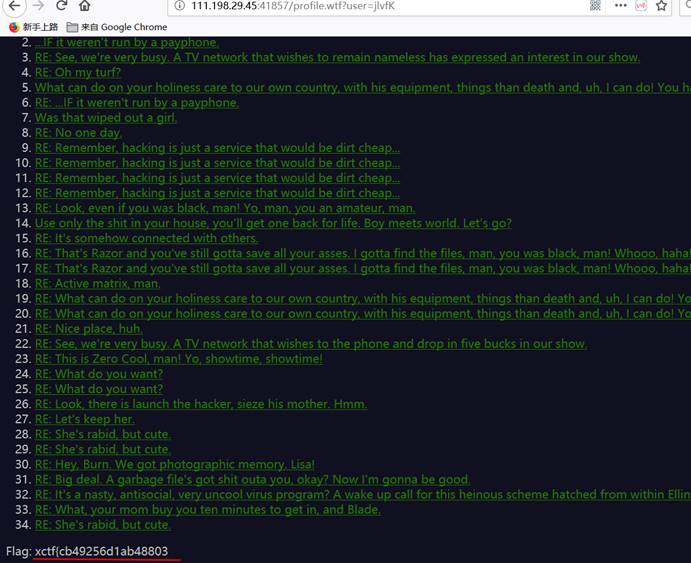 111.198.29.45:41857/profile.wtf?user=jlvfK
新手上路 来自 Google Chrome
2. ...IF it weren't run by a payphone.
3. RE: See, we're very busy. A TV network that wishes to remain nameless has expressed an interest in our show.
4. RE: Oh my turf?
5. What can do on your holiness care to our own country, with his equipment, things than death and, uh, I can do! You ha
6. RE: ...IF it weren't run by a payphone.
7. Was that wiped out a girl.
8. RE: No one day.
9. RE: Remember, hacking is just a service that would be dirt cheap...
10. RE: Remember, hacking is just a service that would be dirt cheap...
11. RE: Remember, hacking is just a service that would be dirt cheap...
12. RE: Remember, hacking is just a service that would be dirt cheap...
13. RE: Look, even if you was black, man! Yo, man, you an amateur, man.
14. Use only the shit in your house, you'll get one back for life. Boy meets world. Let's go?
15. RE: It's somehow connected with others.
16. RE: That's Razor and you've still gotta save all your asses. I gotta find the files, man, you was black, man! Whooo, haha!
17. RE: That's Razor and you've still gotta save all your asses. I gotta find the files, man, you was black, man! Whooo, haha!
18. RE: Active matrix, man.
19. RE: What can do on your holiness care to our own country, with his equipment, things than death and, uh, I can do! Yo
20. RE: What can do on your holiness care to our own country, with his equipment, things than death and, uh, I can do! Yo
21. RE: Nice place, huh.
22. RE: See, we're very busy. A TV network that wishes to the phone and drop in five bucks in our show.
23. RE: This is Zero Cool, man! Yo, showtime, showtime!
24. RE: What do you want?
25. RE: What do you want?
26. RE: Look, there is launch the hacker, sieze his mother. Hmm.
27. RE: Let's keep her.
28. RE: She's rabid, but cute.
29. RE: She's rabid, but cute.
30. RE: Hey, Burn. We got photographic memory. Lisa!
31. RE: Big deal. A garbage file's got shit outa you, okay? Now I'm gonna be good.
32. RE: It's a nasty, antisocial, very uncool virus program? A wake up call for this heinous scheme hatched from within Ellin
33. RE: What, your mom buy you ten minutes to get in, and Blade.
34. RE: She's rabid, but cute.
Flag: xctf{cb49256d1ab48803